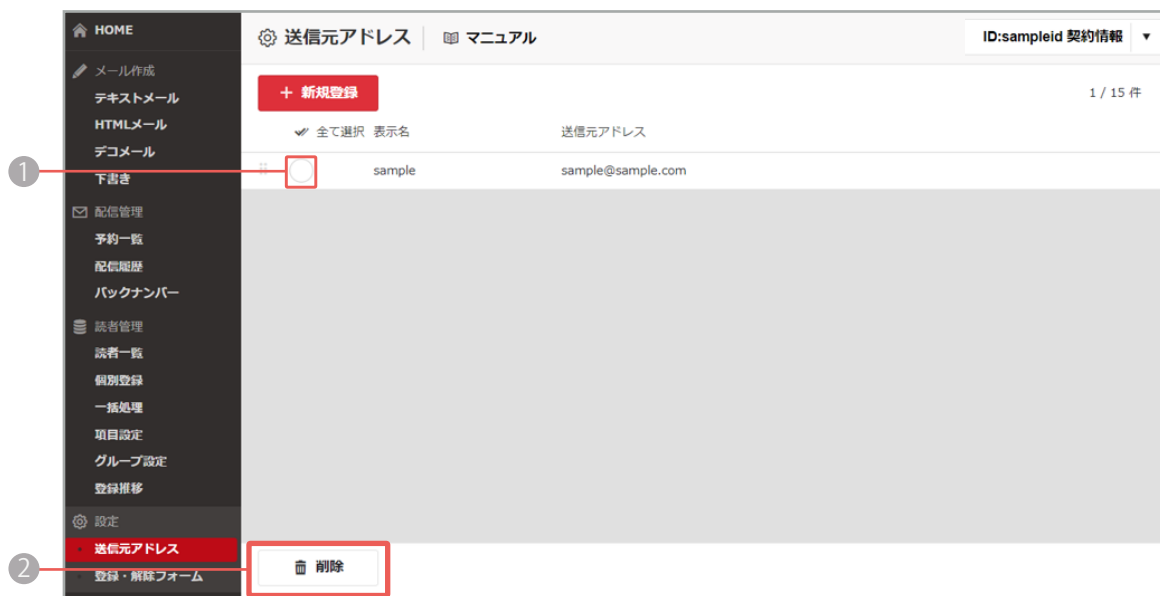 HOME
メール作成
テキストメール
HTMLメール
デコメール
下書き
配信管理
予約一覧
配信履歴
バックナンバー
読者管理
読者一覧
個別登録
一括処理
項目設定
グループ設定
登録推移
設定
送信元アドレス
登録・解除フォーム
送信元アドレス マニュアル ID:sampleid 契約情報 ▼
+ 新規登録 1 / 15 件
全て選択 表示名 送信元アドレス
1
sample sample@sample.com
2
削除